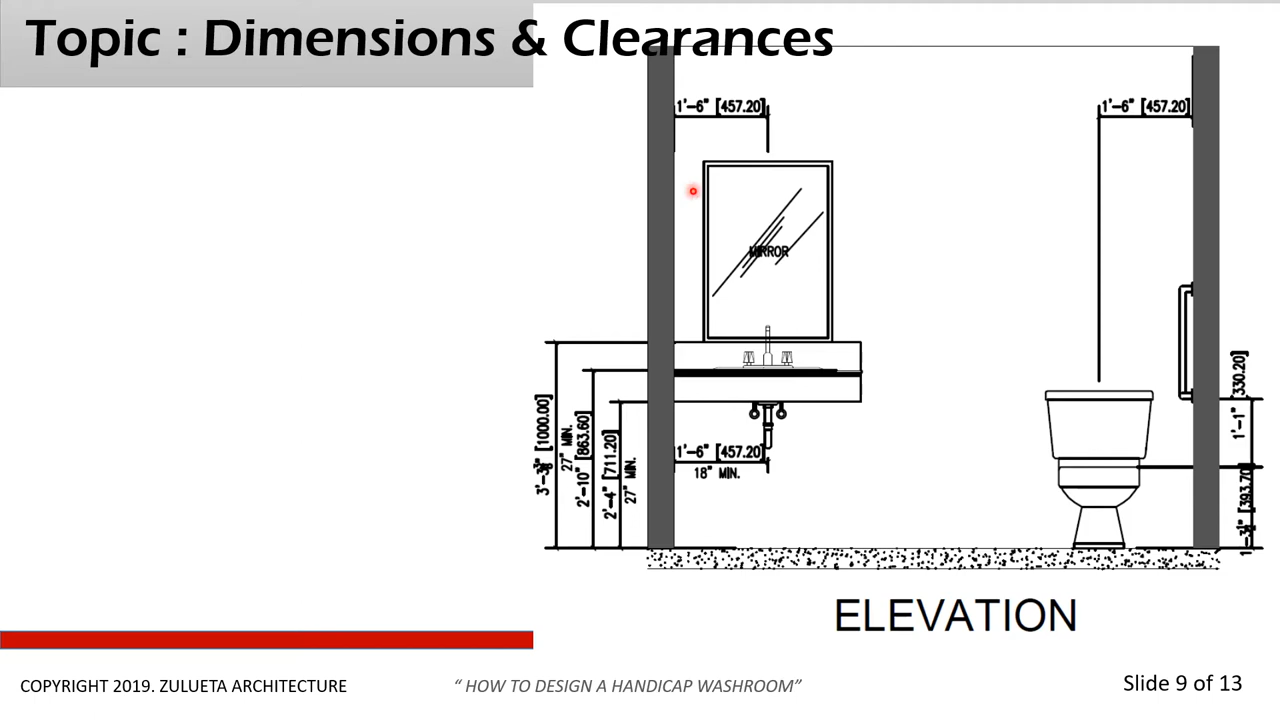 Topic : Dimensions & Clearances
1'-6" [457.20]
1'-6" [457.20]
MIRROR
[1000.00]
27" MIN.
2'-10" [863.60]
2'-4" [711.20]
27" MIN.
1'-6" [457.20]
18" MIN.
1'-1" [330.20]
[393.70]
ELEVATION
COPYRIGHT 2019. ZULUETA ARCHITECTURE
“ HOW TO DESIGN A HANDICAP WASHROOM”
Slide 9 of 13